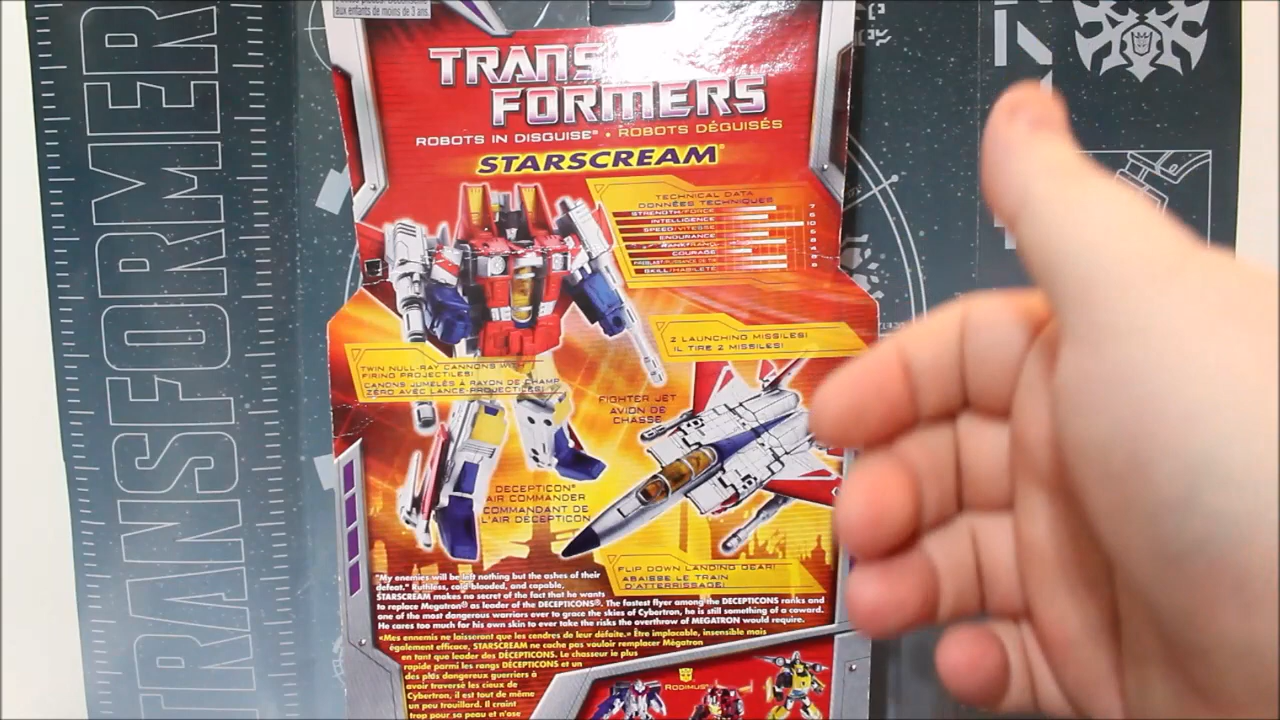 aux enfants de moins de 3 ans.
TRANSFORMER
TRANSFORMERS
TRANS
FORMERS
ROBOTS IN DISGUISE® • ROBOTS DÉGUISÉS
STARSCREAM®
TECHNICAL DATA
DONNÉES TECHNIQUES
STRENGTH/FORCE
INTELLIGENCE
SPEED/VITESSE
ENDURANCE
RANK/RANG
COURAGE
SKILL/HABILETÉ
2 LAUNCHING MISSILES!
IL TIRE 2 MISSILES!
TWIN NULL-RAY CANNONS WITH
FIRING PROJECTILES!
CANONS JUMELÉS À RAYON DE CHAMP
ZÉRO AVEC LANCE-PROJECTILES!
FIGHTER JET
AVION DE
CHASSE
DECEPTICON®
AIR COMMANDER
COMMANDANT DE
L'AIR DÉCEPTICON
FLIP DOWN LANDING GEAR!
ABAISSE LE TRAIN
D'ATTERRISSAGE!
"My enemies will be left nothing but the ashes of their
defeat." Ruthless, cold-blooded, and capable,
STARSCREAM makes no secret of the fact that he wants
to replace Megatron® as leader of the DECEPTICONS®. The fastest flyer among the DECEPTICONS ranks and
one of the most dangerous warriors ever to grace the skies of Cybertron, he is still something of a coward.
He cares too much for his own skin to ever take the risks the overthrow of MEGATRON would require.
«Mes ennemis ne laisseront que les cendres de leur défaite.» Être implacable, insensible mais
également efficace, STARSCREAM ne cache pas vouloir remplacer Mégatron
en tant que leader des DÉCEPTICONS. Le chasseur le plus
rapide parmi les rangs DÉCEPTICONS et un
des plus dangereux guerriers à
avoir traversé les cieux de
Cybertron, il est tout de même
un peu trouillard. Il craint
trop pour sa peau et n'ose
RODIMUS